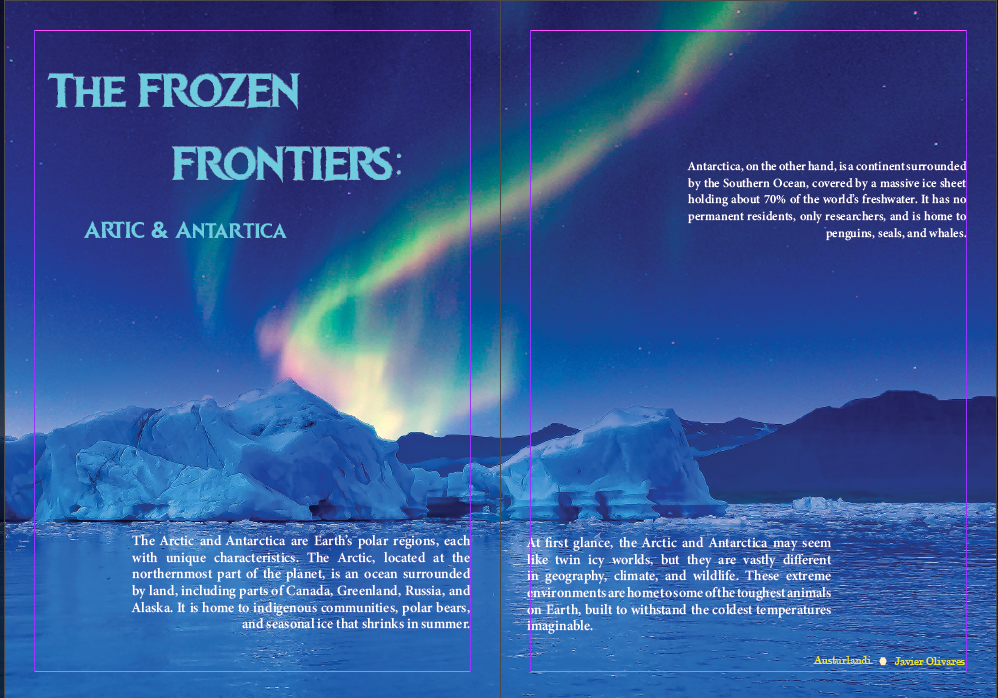 THE FROZEN
FRONTIERS:
ARTIC & ANTARTICA
The Arctic and Antarctica are Earth's polar regions, each
with unique characteristics. The Arctic, located at the
northernmost part of the planet, is an ocean surrounded
by land, including parts of Canada, Greenland, Russia, and
Alaska. It is home to indigenous communities, polar bears,
and seasonal ice that shrinks in summer.
Antarctica, on the other hand, is a continent surrounded
by the Southern Ocean, covered by a massive ice sheet
holding about 70% of the world's freshwater. It has no
permanent residents, only researchers, and is home to
penguins, seals, and whales.
At first glance, the Arctic and Antarctica may seem
like twin icy worlds, but they are vastly different
in geography, climate, and wildlife. These extreme
environments are home to some of the toughest animals
on Earth, built to withstand the coldest temperatures
imaginable.
Austurlandi Javier Olivares